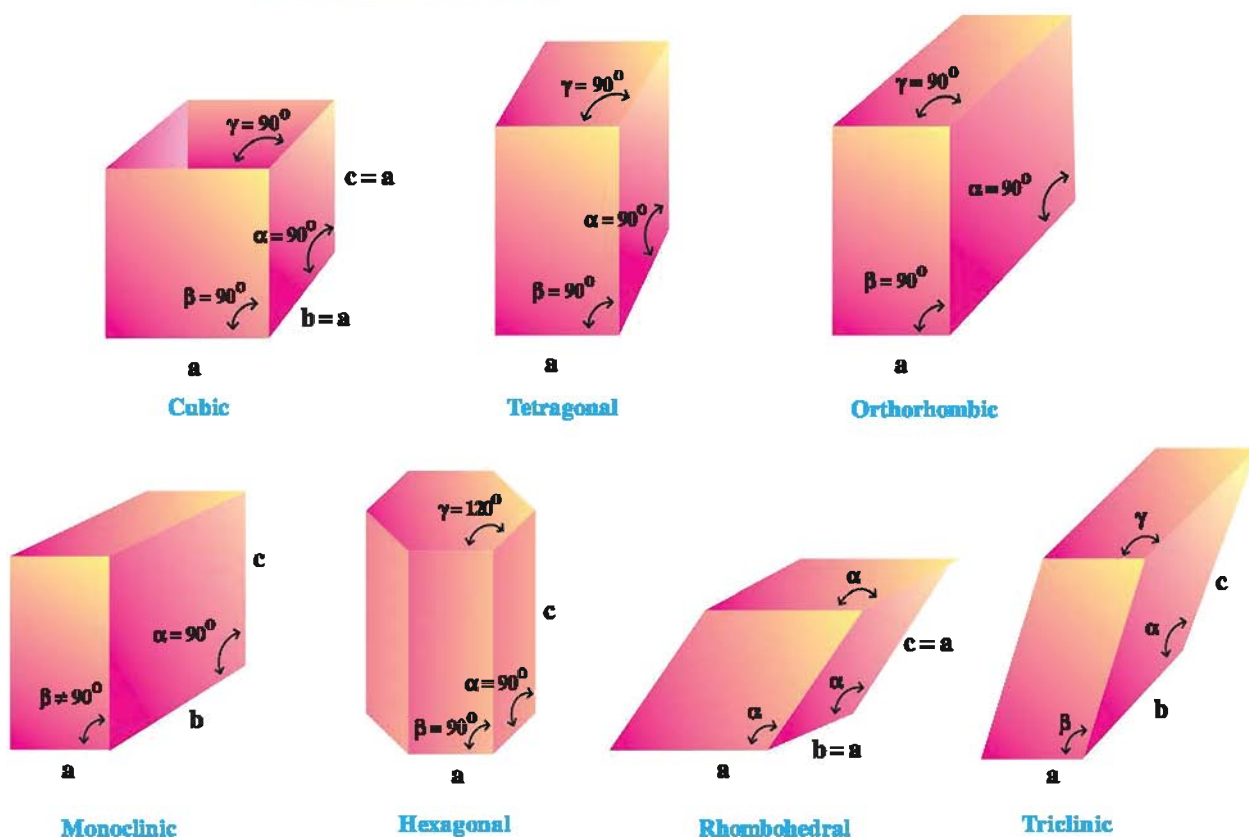 γ = 90°
c = a
α = 90°
β = 90°
b = a
a
Cubic
γ = 90°
α = 90°
β = 90°
a
Tetragonal
γ = 90°
α = 90°
β = 90°
a
Orthorhombic
c
α = 90°
β ≠ 90°
b
a
Monoclinic
γ = 120°
c
α = 90°
β = 90°
a
Hexagonal
α
c = a
α
α
b = a
a
Rhombohedral
γ
c
α
b
β
a
Triclinic